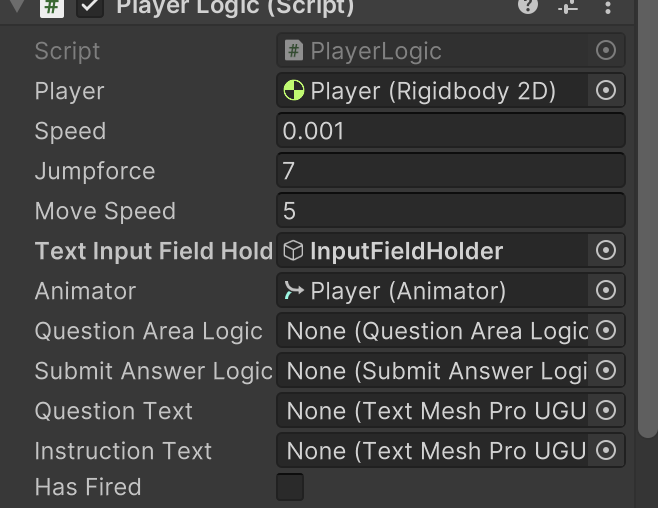 Player Logic (Script)
Script PlayerLogic
Player Player (Rigidbody 2D)
Speed 0.001
Jumpforce 7
Move Speed 5
Text Input Field Hold InputFieldHolder
Animator Player (Animator)
Question Area Logic None (Question Area Logic
Submit Answer Logic None (Submit Answer Logi
Question Text None (Text Mesh Pro UGU
Instruction Text None (Text Mesh Pro UGU
Has Fired